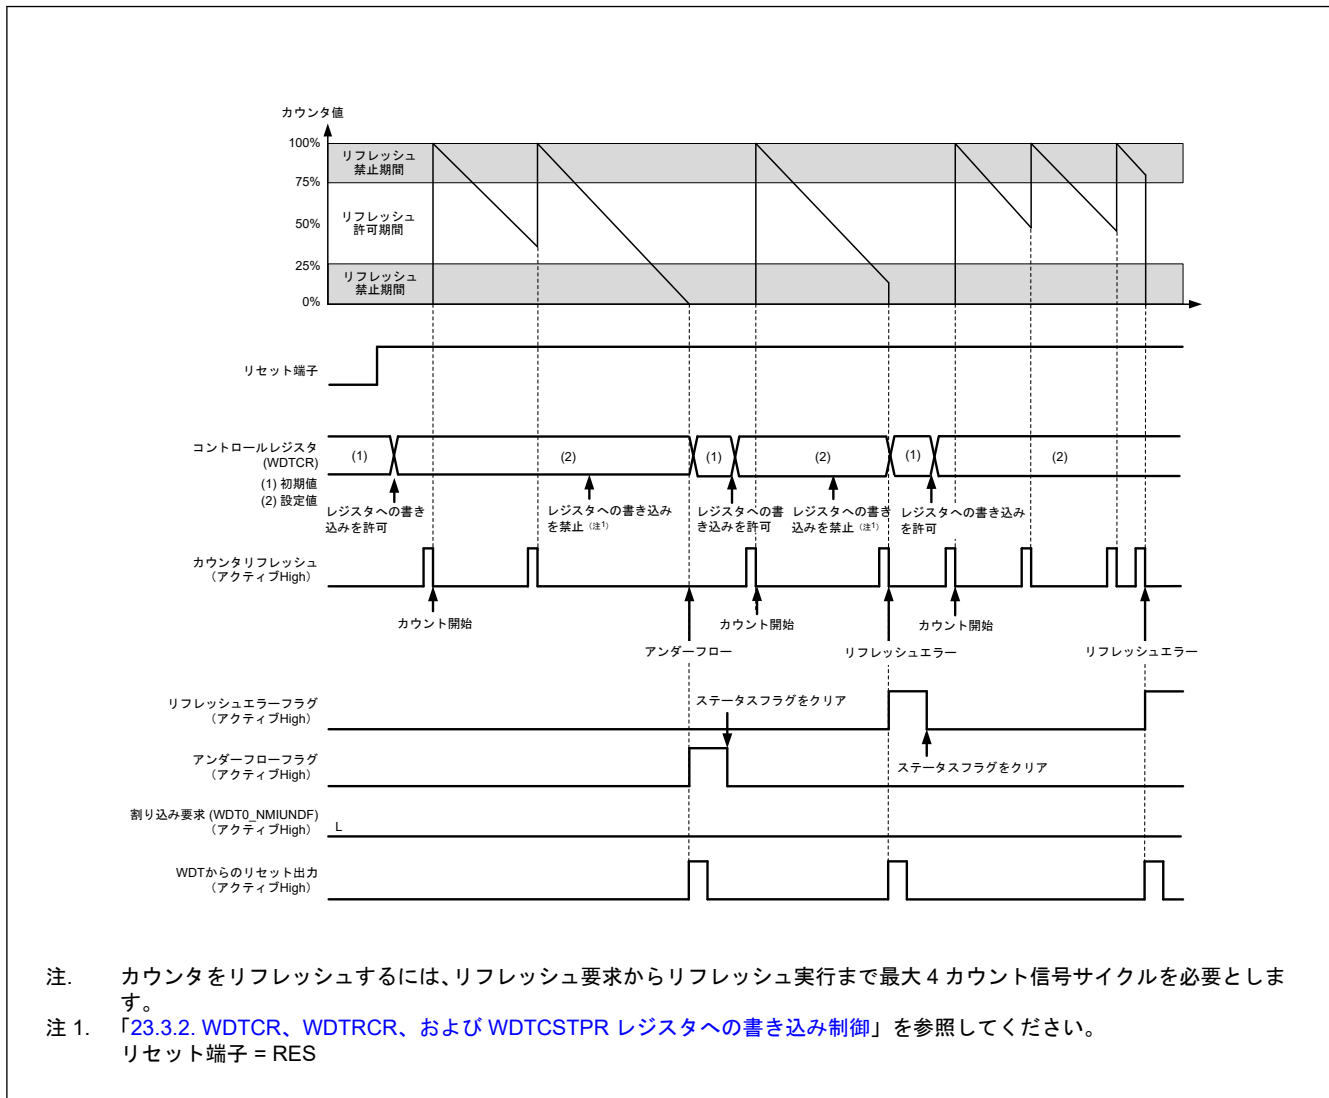 カウンタ値
100%
リフレッシュ
禁止期間
75%
リフレッシュ
許可期間
50%
25%
リフレッシュ
禁止期間
0%
リセット端子
コントロールレジスタ
(WDTCR)
(1) 初期値
(2) 設定値
(1)
(2)
(1)
(2)
(1)
(2)
レジスタへの書き
込みを許可
レジスタへの書き込み
を禁止 (注1)
レジスタへの書
き込みを許可
レジスタへの書き
込みを禁止 (注1)
レジスタへの書き込み
を許可
カウンタリフレッシュ
(アクティブHigh)
カウント開始
カウント開始
カウント開始
アンダーフロー
リフレッシュエラー
リフレッシュエラー
リフレッシュエラーフラグ
(アクティブHigh)
ステータスフラグをクリア
アンダーフローフラグ
(アクティブHigh)
ステータスフラグをクリア
割り込み要求 (WDT0_NMIUNDF)
(アクティブHigh)
L
WDTからのリセット出力
(アクティブHigh)
注. カウンタをリフレッシュするには、リフレッシュ要求からリフレッシュ実行まで最大 4 カウント信号サイクルを必要としま
す。
注 1. 「23.3.2. WDTCR、WDTRCR、および WDTCSTPR レジスタへの書き込み制御」を参照してください。
リセット端子 = RES